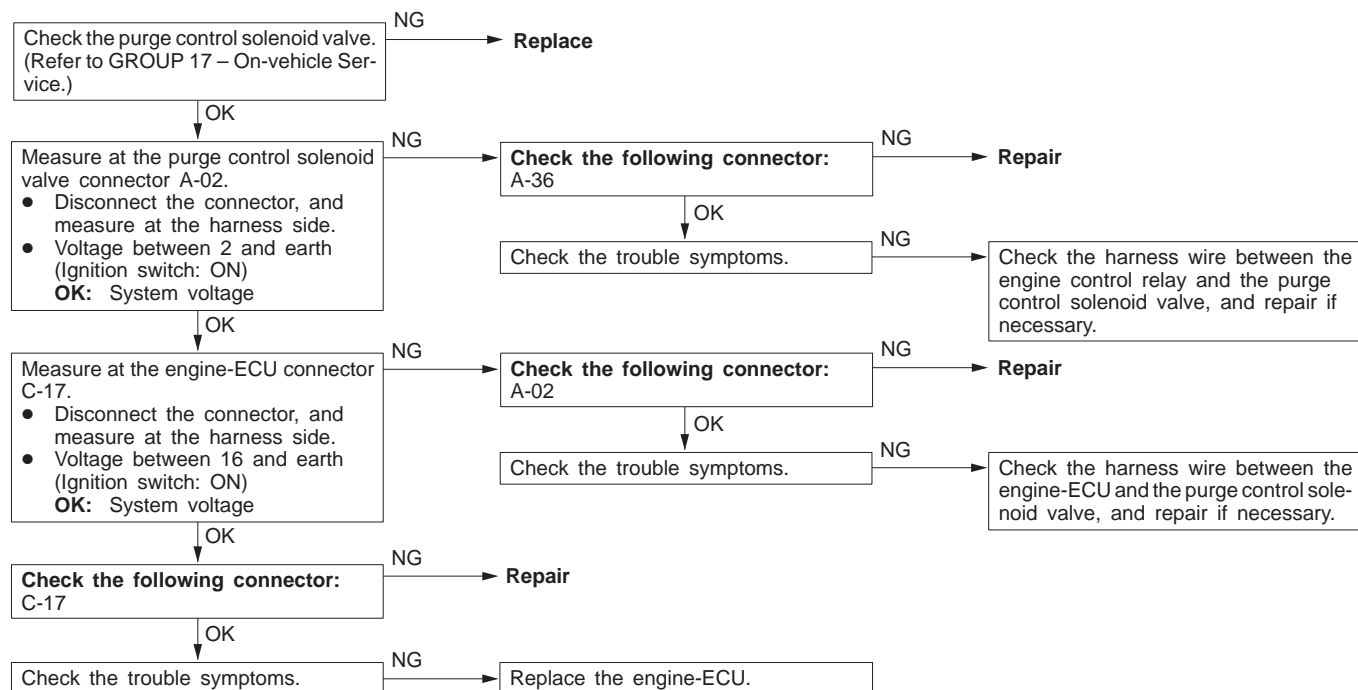 Check the purge control solenoid valve.
(Refer to GROUP 17 – On-vehicle Ser-
vice.)
NG
Replace
OK
Measure at the purge control solenoid
valve connector A-02.
● Disconnect the connector, and
measure at the harness side.
● Voltage between 2 and earth
(Ignition switch: ON)
OK: System voltage
NG
Check the following connector:
A-36
NG
Repair
OK
Check the trouble symptoms.
NG
Check the harness wire between the
engine control relay and the purge
control solenoid valve, and repair if
necessary.
OK
Measure at the engine-ECU connector
C-17.
● Disconnect the connector, and
measure at the harness side.
● Voltage between 16 and earth
(Ignition switch: ON)
OK: System voltage
NG
Check the following connector:
A-02
NG
Repair
OK
Check the trouble symptoms.
NG
Check the harness wire between the
engine-ECU and the purge control sole-
noid valve, and repair if necessary.
OK
Check the following connector:
C-17
NG
Repair
OK
Check the trouble symptoms.
NG
Replace the engine-ECU.